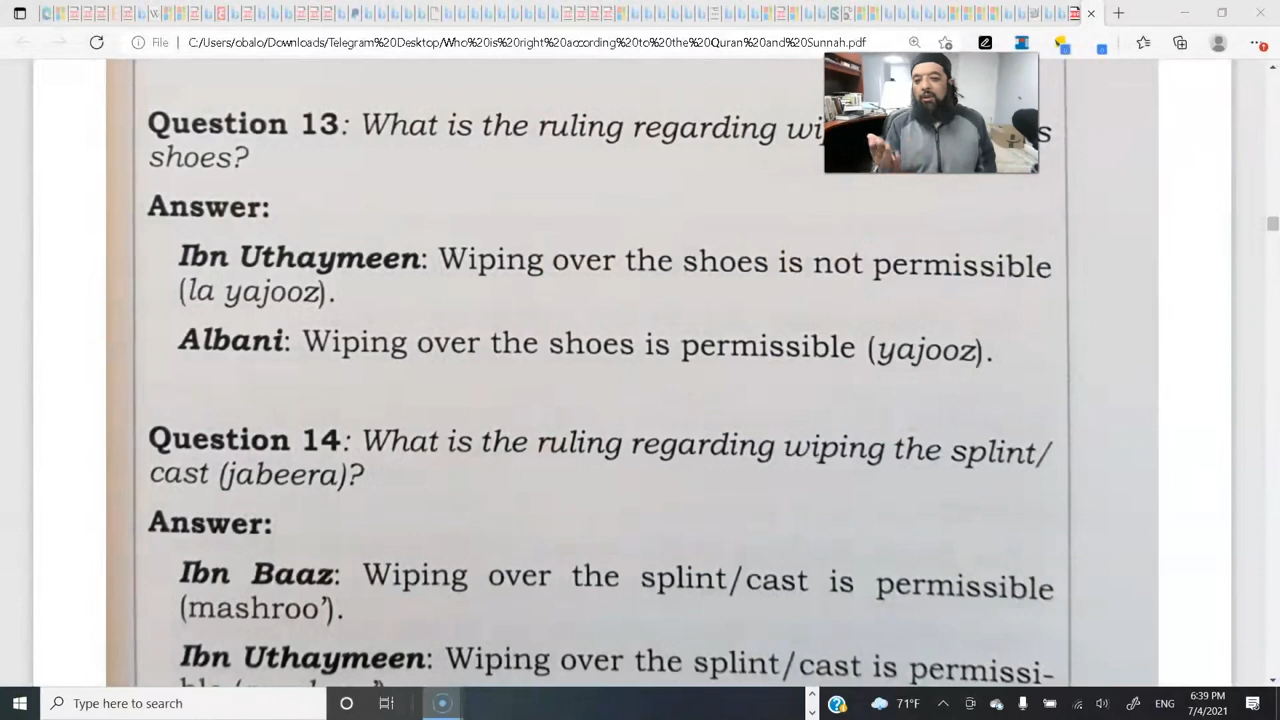 File
C:/Users/obalo/Downloads/Telegram%20Desktop/Who%20is%20right%20according%20to%20the%20Quran%20and%20Sunnah.pdf
Question 13: What is the ruling regarding
shoes?
Answer:
Ibn Uthaymeen: Wiping over the shoes is not permissible
(la yajooz).
Albani: Wiping over the shoes is permissible (yajooz).
Question 14: What is the ruling regarding wiping the splint/
cast (jabeera)?
Answer:
Ibn Baaz: Wiping over the splint/cast is permissible
(mashroo').
Ibn Uthaymeen: Wiping over the splint/cast is permissi-
Type here to search
71°F
ENG
6:39 PM
7/4/2021